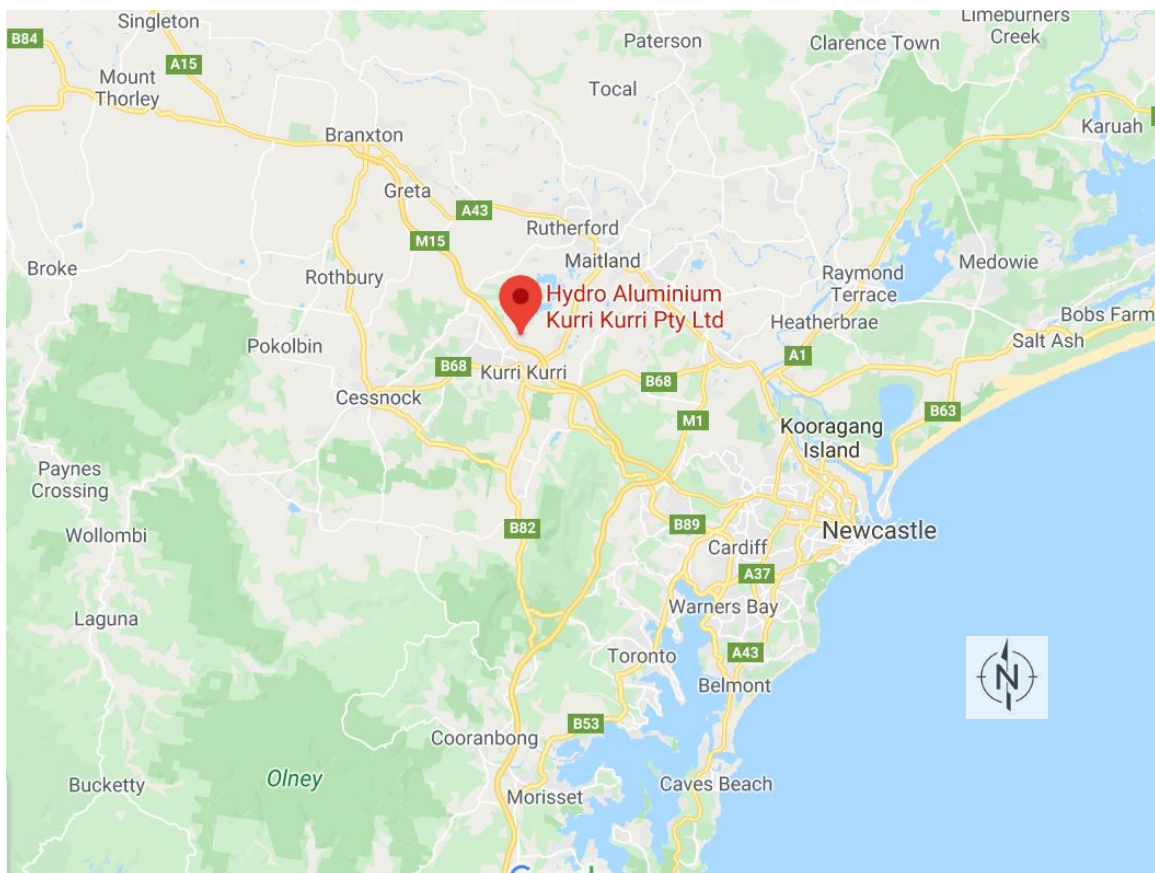 Singleton
Limeburners
Creek
B84
Paterson
Clarence Town
A15
Mount
Thorley
Tocal
Karuah
Branxton
Greta
A43
Rutherford
M15
Maitland
Medowie
Broke
Rothbury
Raymond
Terrace
Hydro Aluminium
Kurri Kurri Pty Ltd
Bobs Farm
Heatherbrae
Salt Ash
Pokolbin
A1
B68
Kurri Kurri
B68
Cessnock
M1
B63
Kooragang
Island
Paynes
Crossing
Wollombi
B82
B89
Newcastle
Cardiff
A37
Laguna
Warners Bay
Toronto
A43
N
Belmont
B53
Cooranbong
Olney
Bucketty
Morisset
Caves Beach